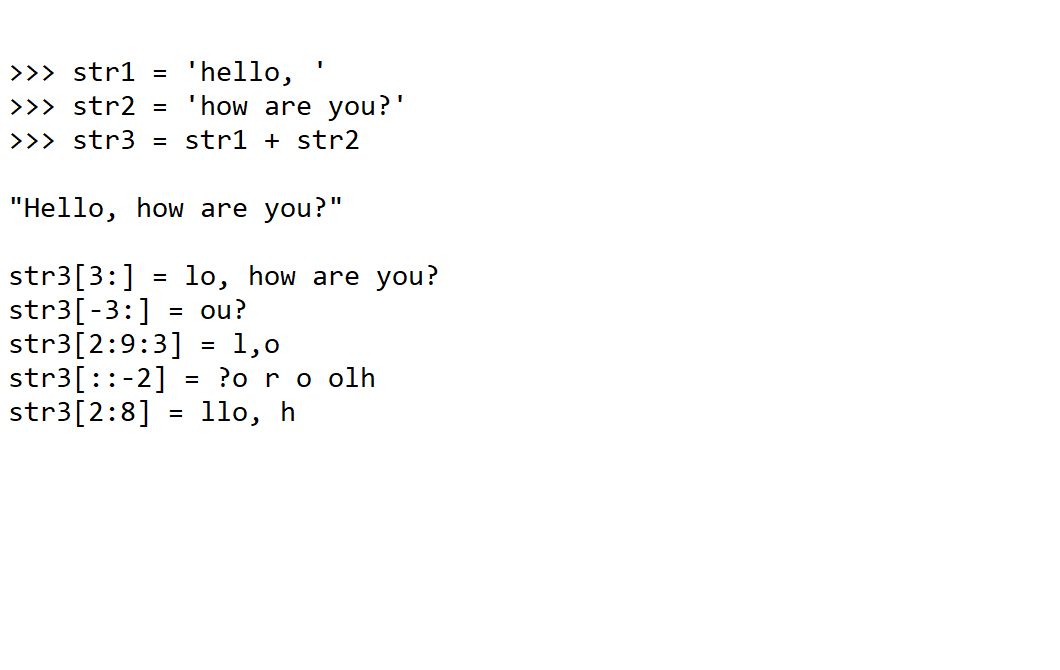 >>> str1 = 'hello, '
>>> str2 = 'how are you?'
>>> str3 = str1 + str2
"Hello, how are you?"
str3[3:] = lo, how are you?
str3[-3:] = ou?
str3[2:9:3] = l,o
str3[::-2] = ?o r o olh
str3[2:8] = llo, h